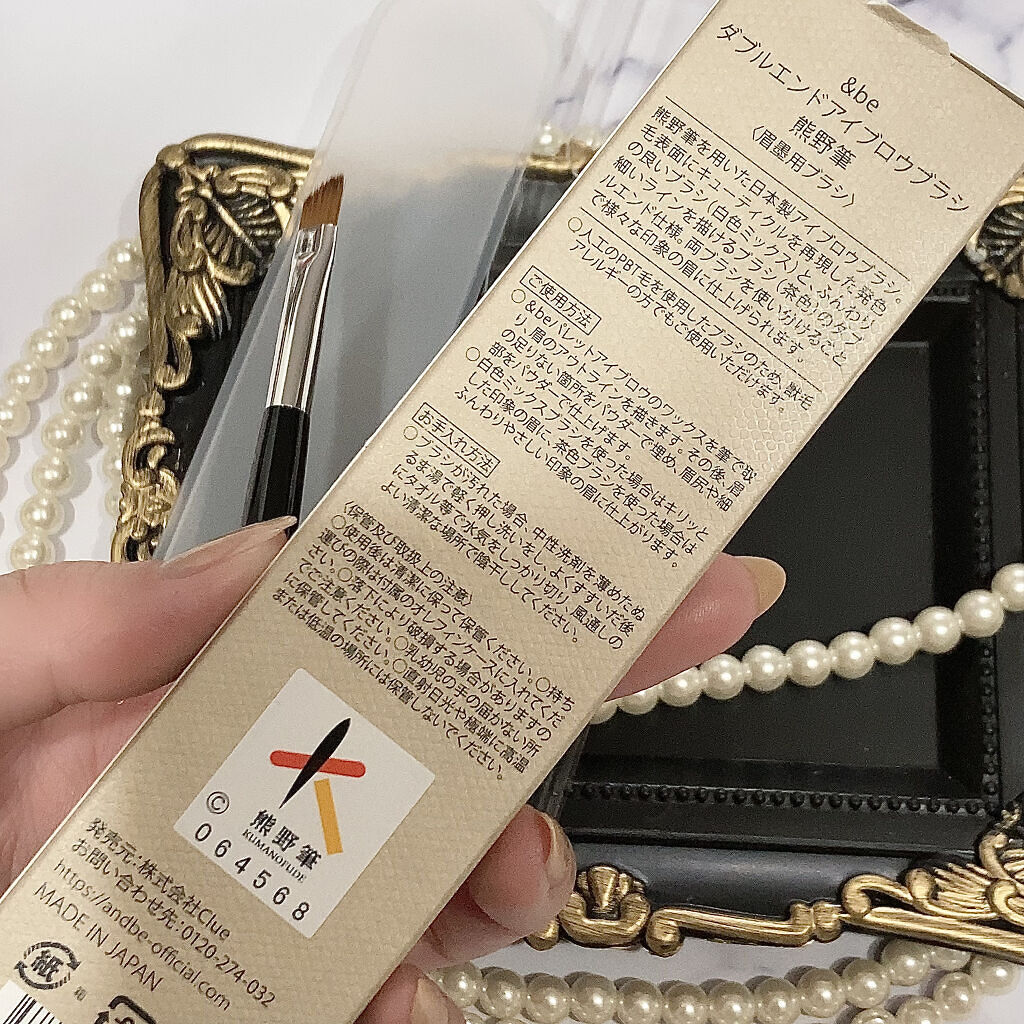 &be
ダブルエンドアイブロウブラシ
熊野筆
〈眉墨用ブラシ〉
熊野筆を用いた日本製アイブロウブラシ。
毛表面にキューティクルを再現した発色
の良いブラシ(白色ミックス)と、ふんわり
細いラインを描けるブラシ(茶色)のダブ
ルエンド仕様。両ブラシを使い分けること
で様々な印象の眉に仕上げられます。
○人工のPBT毛を使用したブラシのため、獣毛
アレルギーの方でもご使用いただけます。
ご使用方法
○&beパレットアイブロウのワックスを筆で取
り、眉のアウトラインを描きます。その後、眉
の足りない箇所をパウダーで埋め、眉尻や細
部をパウダーで仕上げます。
○白色ミックスブラシを使った場合はキリッと
した印象の眉に、茶色ブラシを使った場合は
ふんわりやさしい印象の眉に仕上がります。
お手入れ方法
○ブラシが汚れた場合、中性洗剤を薄めたぬ
るま湯で軽く押し洗いをし、よくすすいだ後
にタオル等で水気をしっかり切り、風通しの
よい清潔な場所で陰干ししてください。
〈保管及び取扱上の注意〉
○使用後は清潔に保って保管ください。○持ち
運びの際は付属のオレフィンケースに入れてくだ
さい。○落下により破損する場合がありますの
でご注意ください。○乳幼児の手の届かない所
に保管してください。○直射日光や極端に高温
または低温の場所には保管しないでください。
熊野筆
KUMANOFUDE
©
064568
発売元:株式会社Clue
お問い合わせ先:0120-274-032
https://andbe-official.com
MADE IN JAPAN
紙
箱